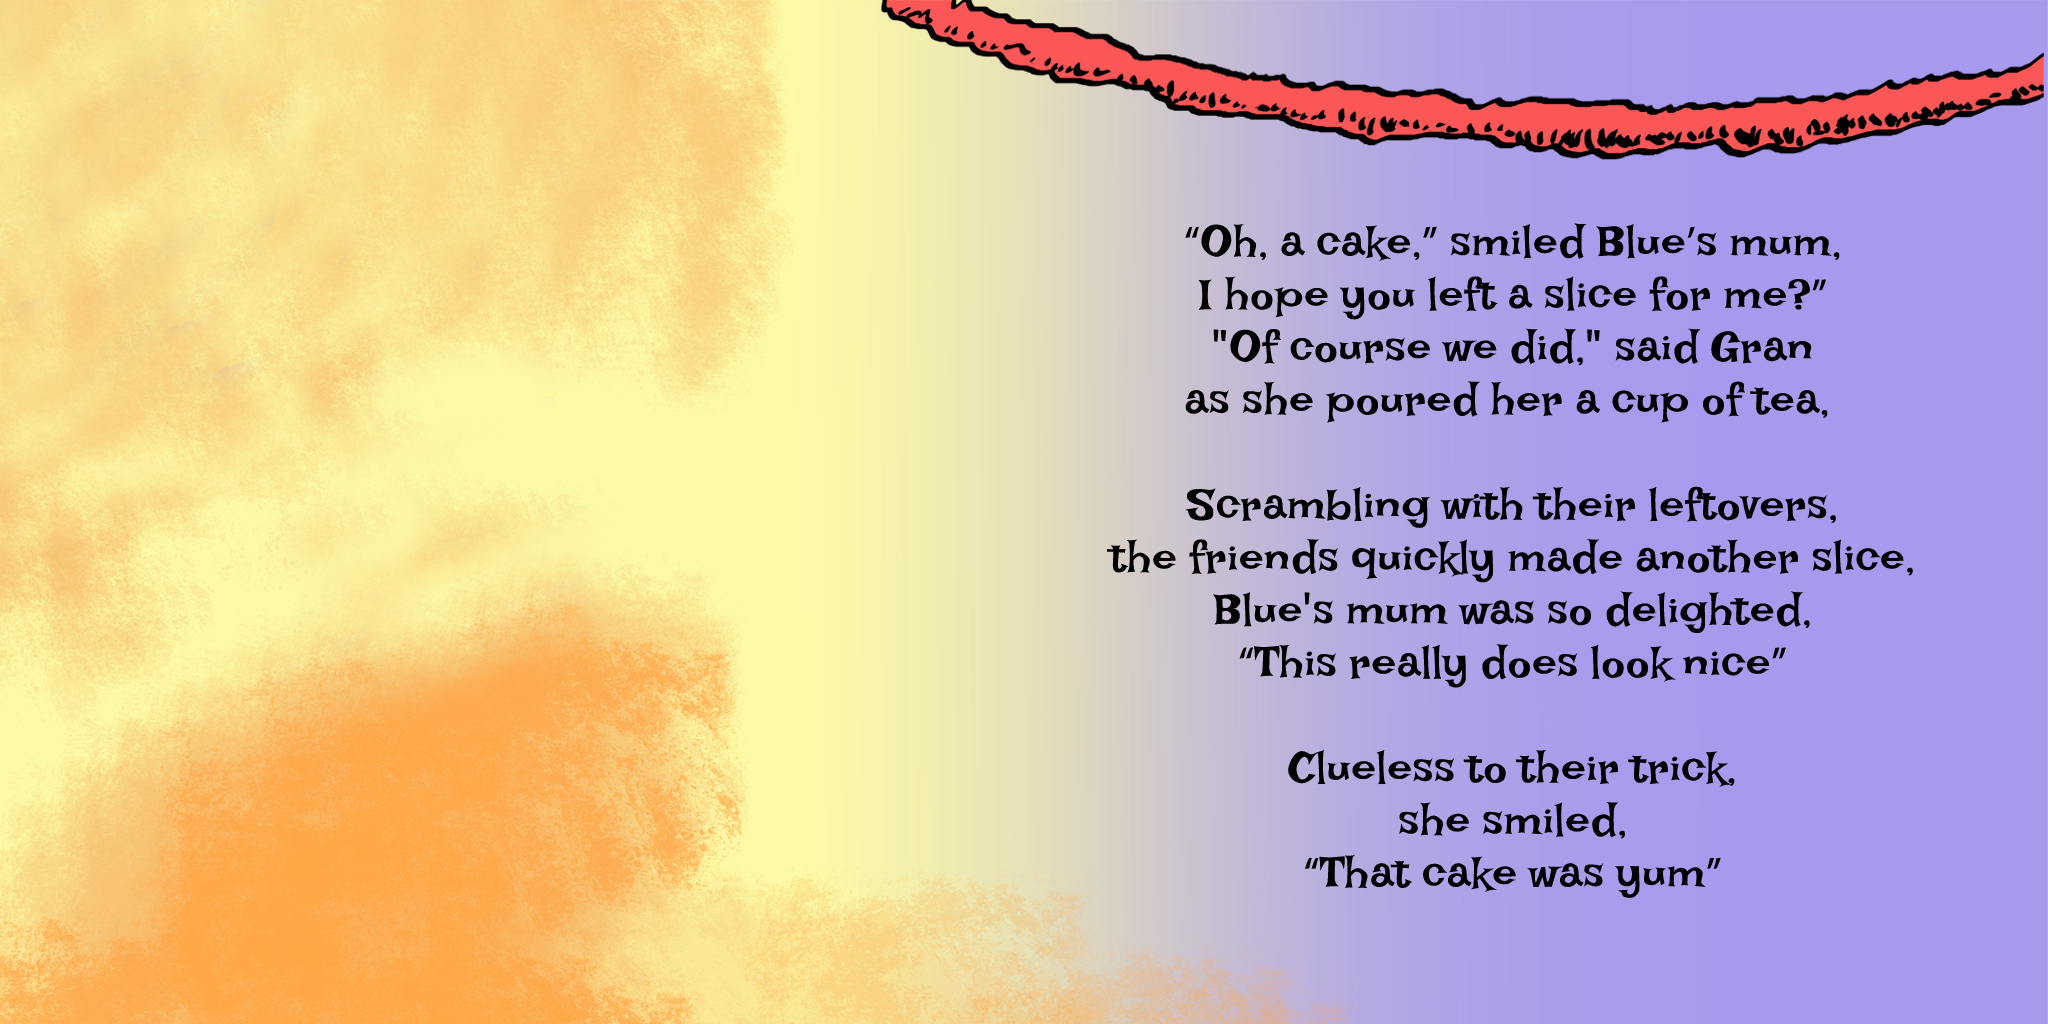 “Oh, a cake,” smiled Blue’s mum,
I hope you left a slice for me?”
"Of course we did," said Gran
as she poured her a cup of tea,
Scrambling with their leftovers,
the friends quickly made another slice,
Blue's mum was so delighted,
“This really does look nice”
Clueless to their trick,
she smiled,
“That cake was yum”